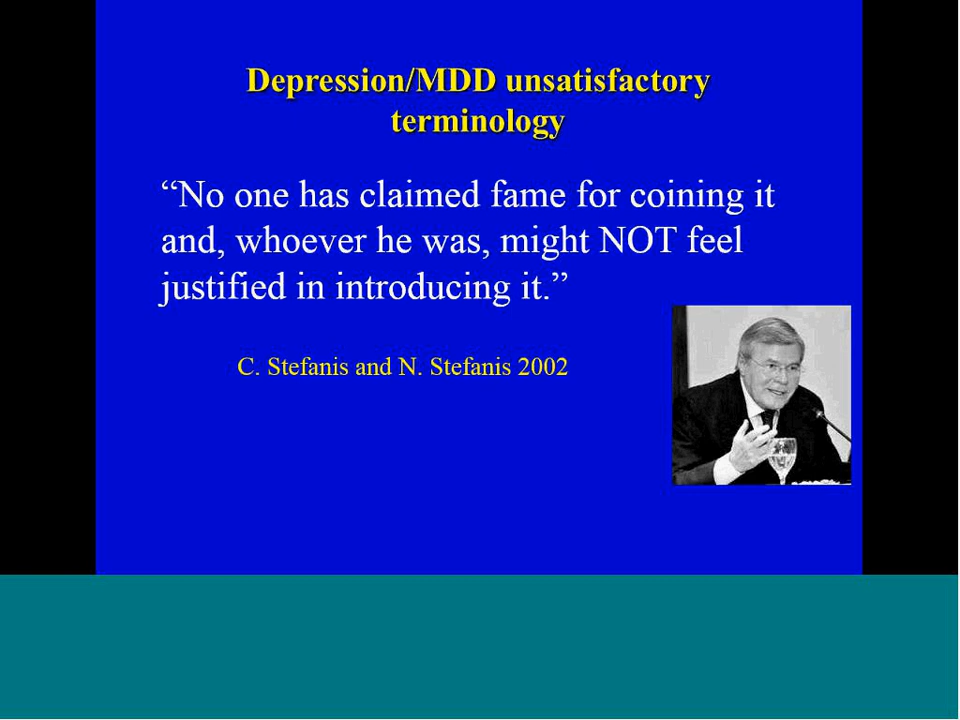 Depression/MDD unsatisfactory
terminology
“No one has claimed fame for coining it
and, whoever he was, might NOT feel
justified in introducing it.”
C. Stefanis and N. Stefanis 2002